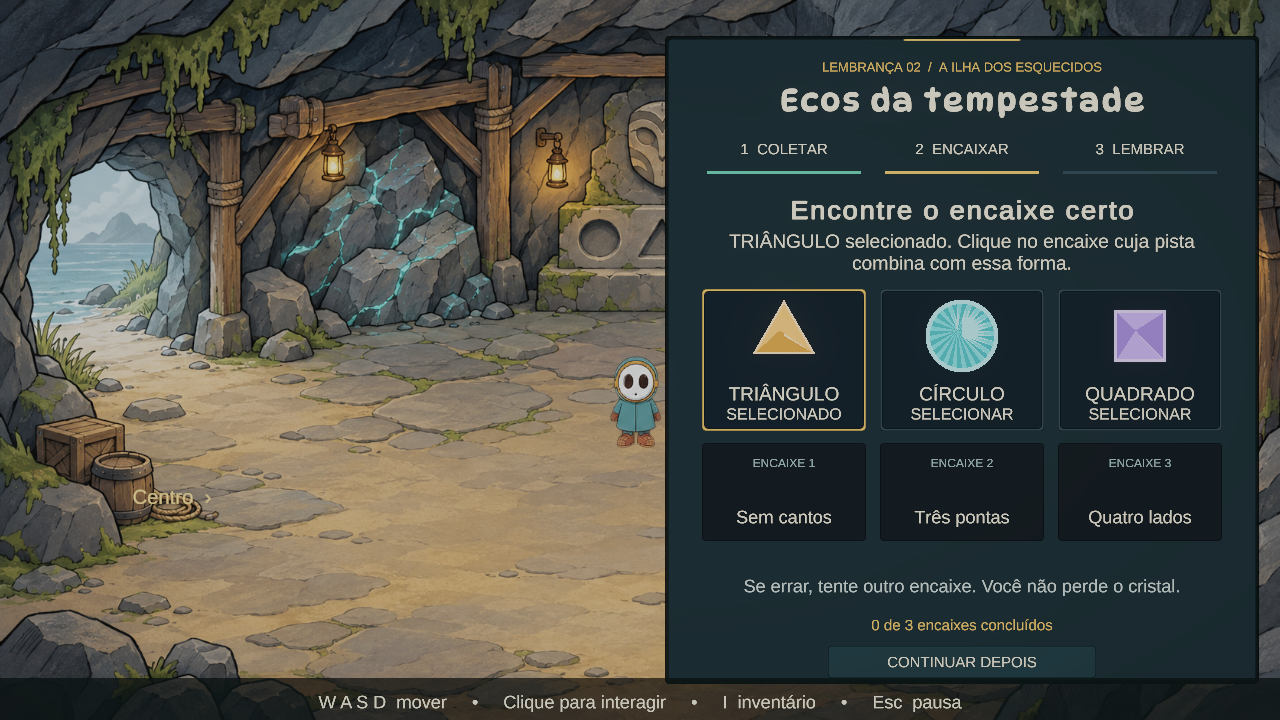 LEMBRANÇA 02 / A ILHA DOS ESQUECIDOS
Ecos da tempestade
1 COLETAR
2 ENCAIXAR
3 LEMBRAR
Encontre o encaixe certo
TRIÂNGULO selecionado. Clique no encaixe cuja pista
combina com essa forma.
TRIÂNGULO
SELECIONADO
CÍRCULO
SELECIONAR
QUADRADO
SELECIONAR
ENCAIXE 1
Sem cantos
ENCAIXE 2
Três pontas
ENCAIXE 3
Quatro lados
Se errar, tente outro encaixe. Você não perde o cristal.
0 de 3 encaixes concluídos
CONTINUAR DEPOIS
Centro ›
W A S D mover • Clique para interagir • I inventário • Esc pausa